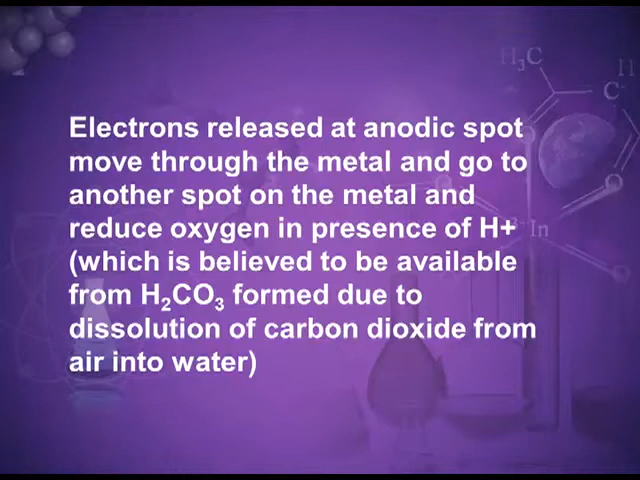 Electrons released at anodic spot
move through the metal and go to
another spot on the metal and
reduce oxygen in presence of H+
(which is believed to be available
from H₂CO₃ formed due to
dissolution of carbon dioxide from
air into water)
H₃C
H
C
O
In
O
O